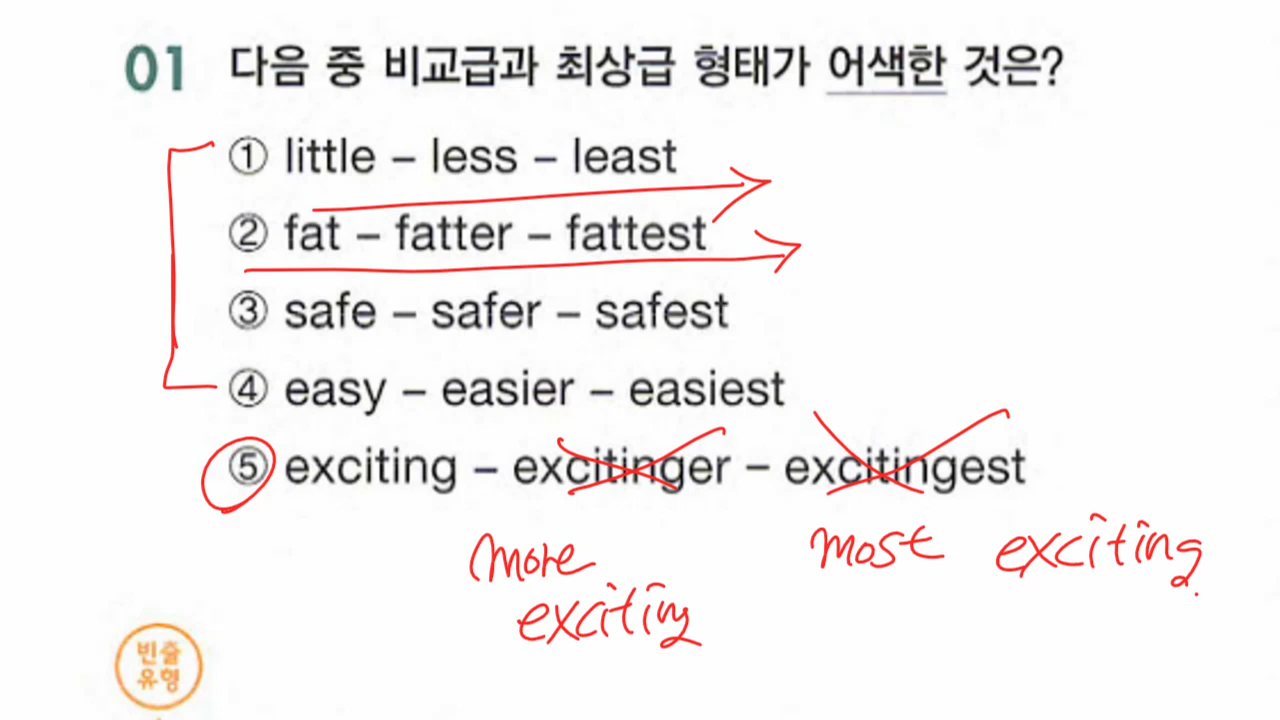 01 다음 중 비교급과 최상급 형태가 어색한 것은?
① little – less – least
② fat – fatter – fattest
③ safe – safer – safest
④ easy – easier – easiest
⑤ exciting – excitinger – excitingest
more
exciting
most exciting
빈출
유형